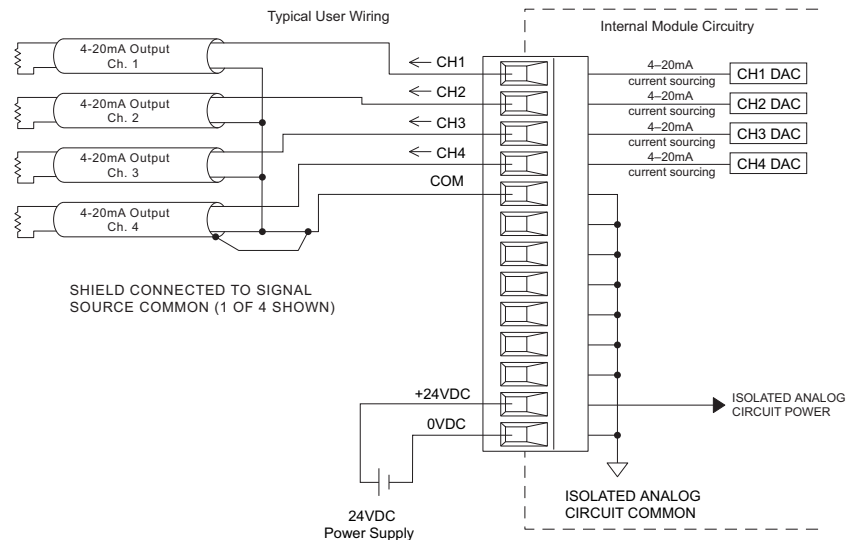 Typical User Wiring
Internal Module Circuitry
4-20mA Output
Ch. 1
4-20mA Output
Ch. 2
4-20mA Output
Ch. 3
4-20mA Output
Ch. 4
SHIELD CONNECTED TO SIGNAL
SOURCE COMMON (1 OF 4 SHOWN)
← CH1
← CH2
← CH3
← CH4
COM
+24VDC
0VDC
24VDC
Power Supply
4–20mA
current sourcing
CH1 DAC
4–20mA
current sourcing
CH2 DAC
4–20mA
current sourcing
CH3 DAC
4–20mA
current sourcing
CH4 DAC
ISOLATED ANALOG
CIRCUIT POWER
ISOLATED ANALOG
CIRCUIT COMMON